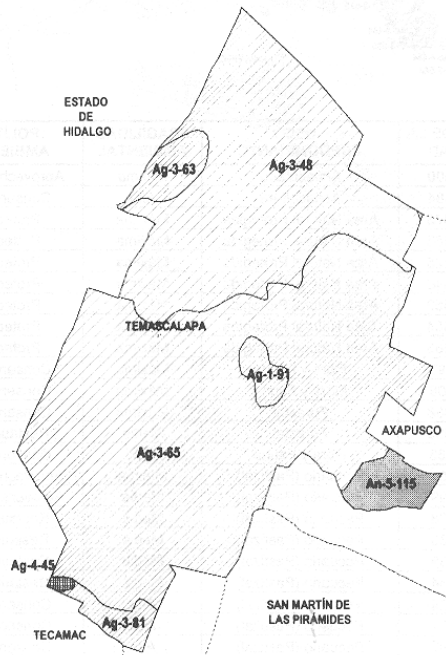 ESTADO
DE
HIDALGO
Ag-3-63
Ag-3-48
TEMASCALAPA
Ag-1-91
AXAPUSCO
Ag-3-65
An-5-115
Ag-4-45
Ag-3-81
TECAMAC
SAN MARTÍN DE
LAS PIRÁMIDES